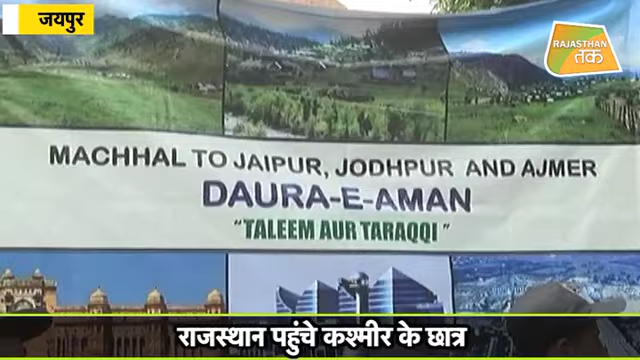 जयपुर
RAJASTHAN
तक
MACHHAL TO JAIPUR, JODHPUR AND AJMER
DAURA-E-AMAN
"TALEEM AUR TARAQQI "
राजस्थान पहुंचे कश्मीर के छात्र